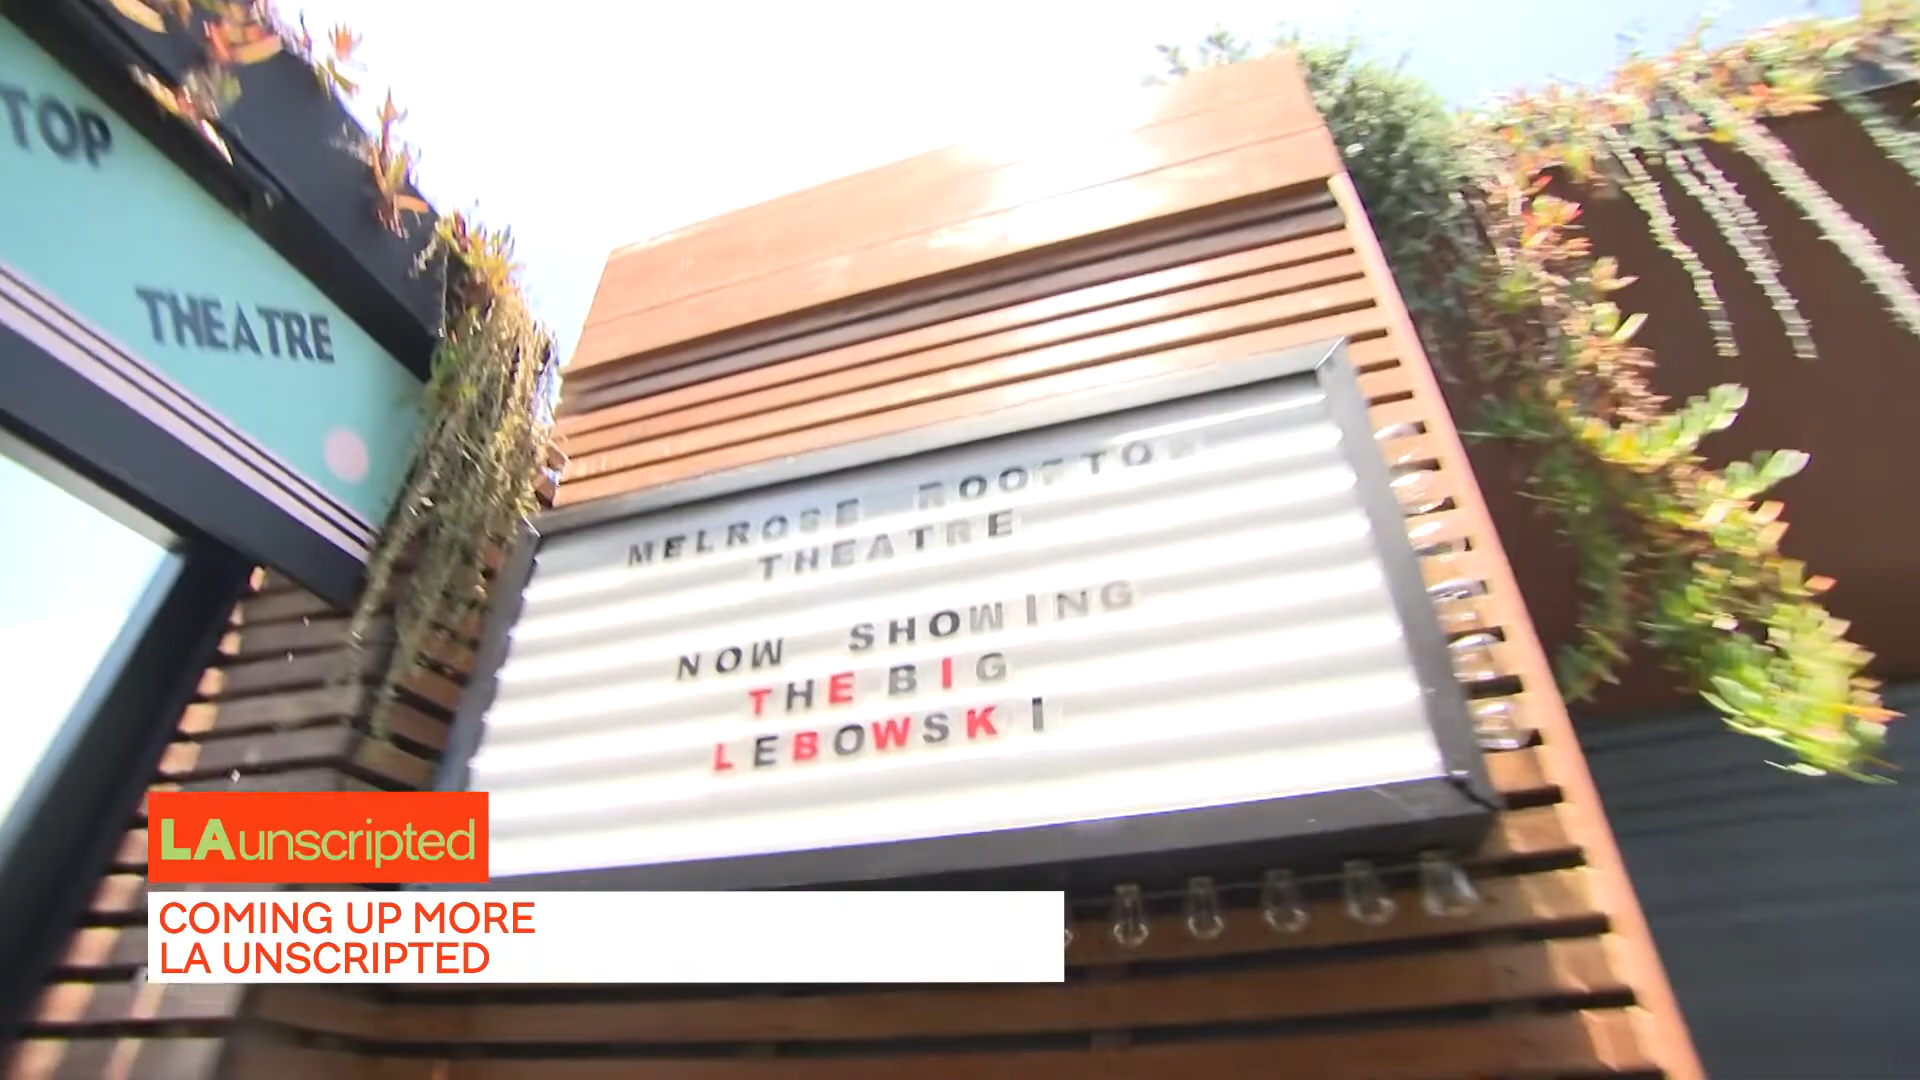 TOP
THEATRE
MELROSE ROOFTOP
THEATRE
NOW SHOWING
THE BIG
LEBOWSKI
LAunscripted
COMING UP MORE
LA UNSCRIPTED